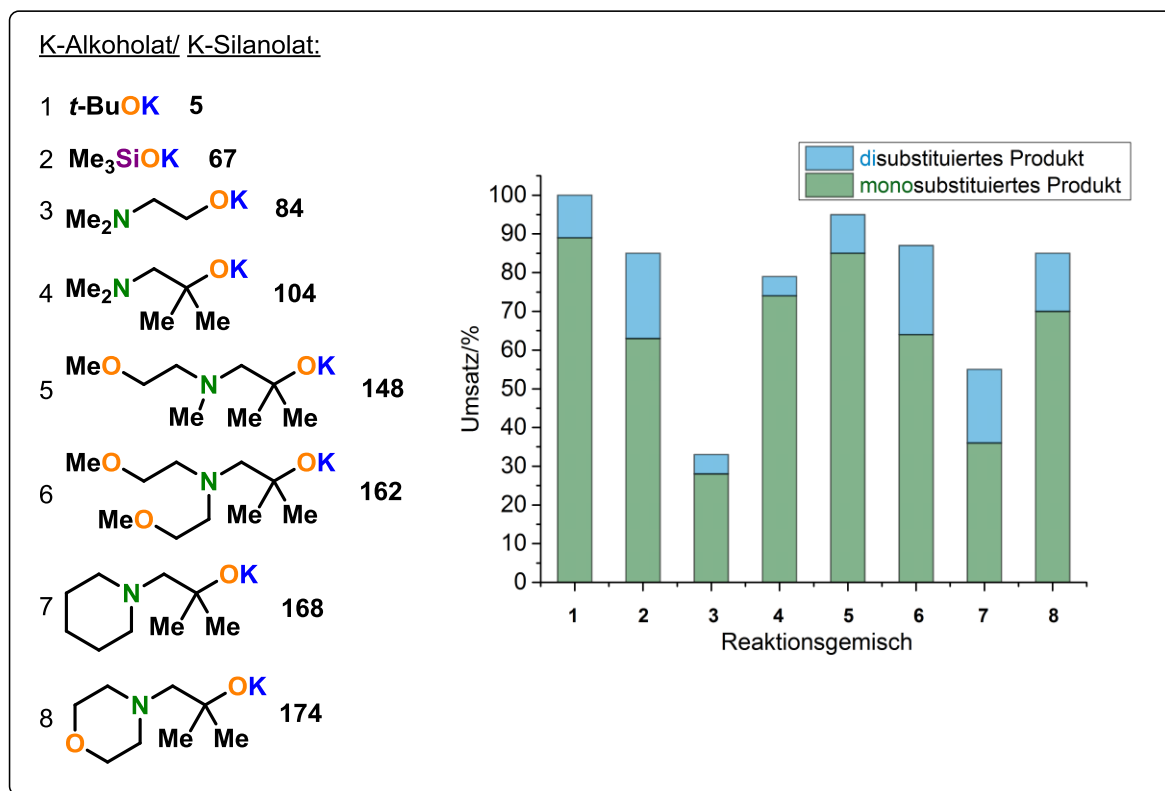 K-Alkoholat/ K-Silanolat:
1 t-BuOK 5
2 Me3SiOK 67
3 Me2N OK 84
4 Me2N OK 104
Me Me
5 MeO N OK 148
Me Me Me
6 MeO N OK 162
MeO Me Me
7 N OK 168
Me Me
8 N OK 174
O Me Me
disubstituiertes Produkt
monosubstituiertes Produkt
Umsatz/%
100
90
80
70
60
50
40
30
20
10
0
1 2 3 4 5 6 7 8
Reaktionsgemisch